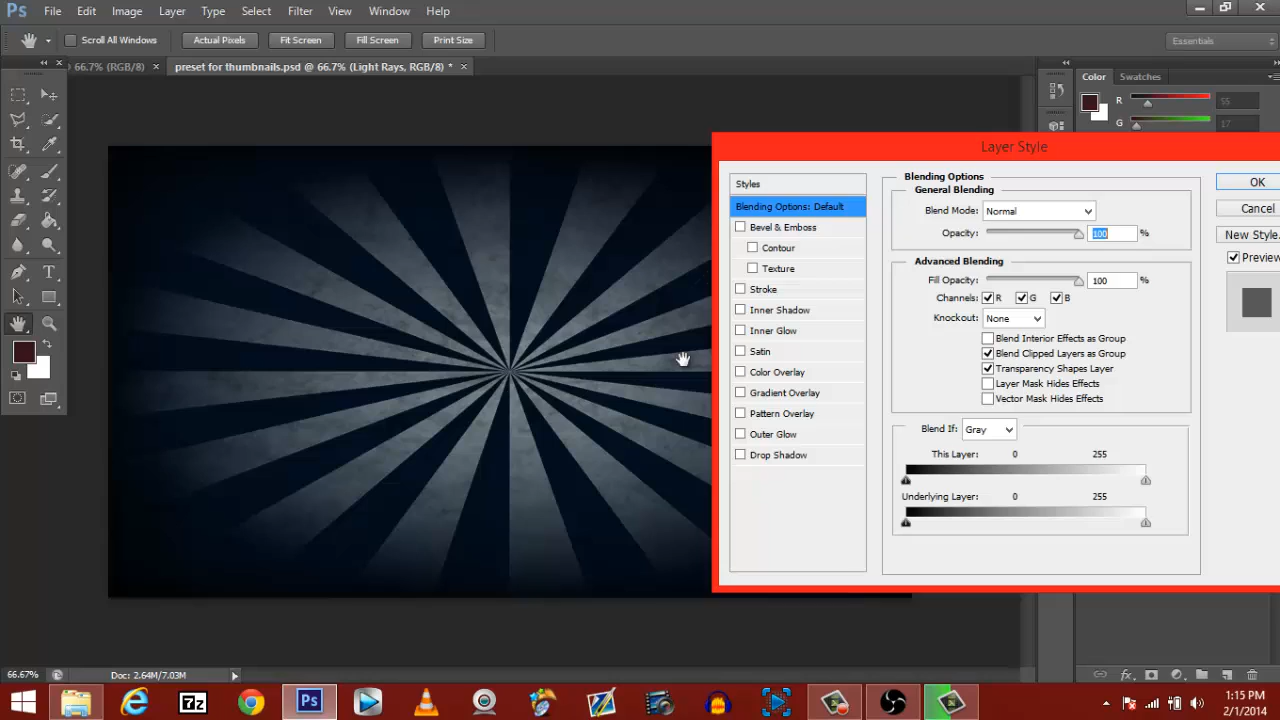 Ps File Edit Image Layer Type Select Filter View Window Help
Scroll All Windows Actual Pixels Fit Screen Fill Screen Print Size Essentials
66.7% (RGB/8) × preset for thumbnails.psd @ 66.7% (Light Rays, RGB/8) * ×
Color Swatches
R 55
G 17
Layer Style
Styles
Blending Options: Default
Bevel & Emboss
Contour
Texture
Stroke
Inner Shadow
Inner Glow
Satin
Color Overlay
Gradient Overlay
Pattern Overlay
Outer Glow
Drop Shadow
Blending Options
General Blending
Blend Mode: Normal
Opacity: 100 %
Advanced Blending
Fill Opacity: 100 %
Channels: R G B
Knockout: None
Blend Interior Effects as Group
Blend Clipped Layers as Group
Transparency Shapes Layer
Layer Mask Hides Effects
Vector Mask Hides Effects
Blend If: Gray
This Layer: 0 255
Underlying Layer: 0 255
OK
Cancel
New Style.
Preview
66.67% Doc: 2.64M/7.03M
7z Ps
1:15 PM
2/1/2014